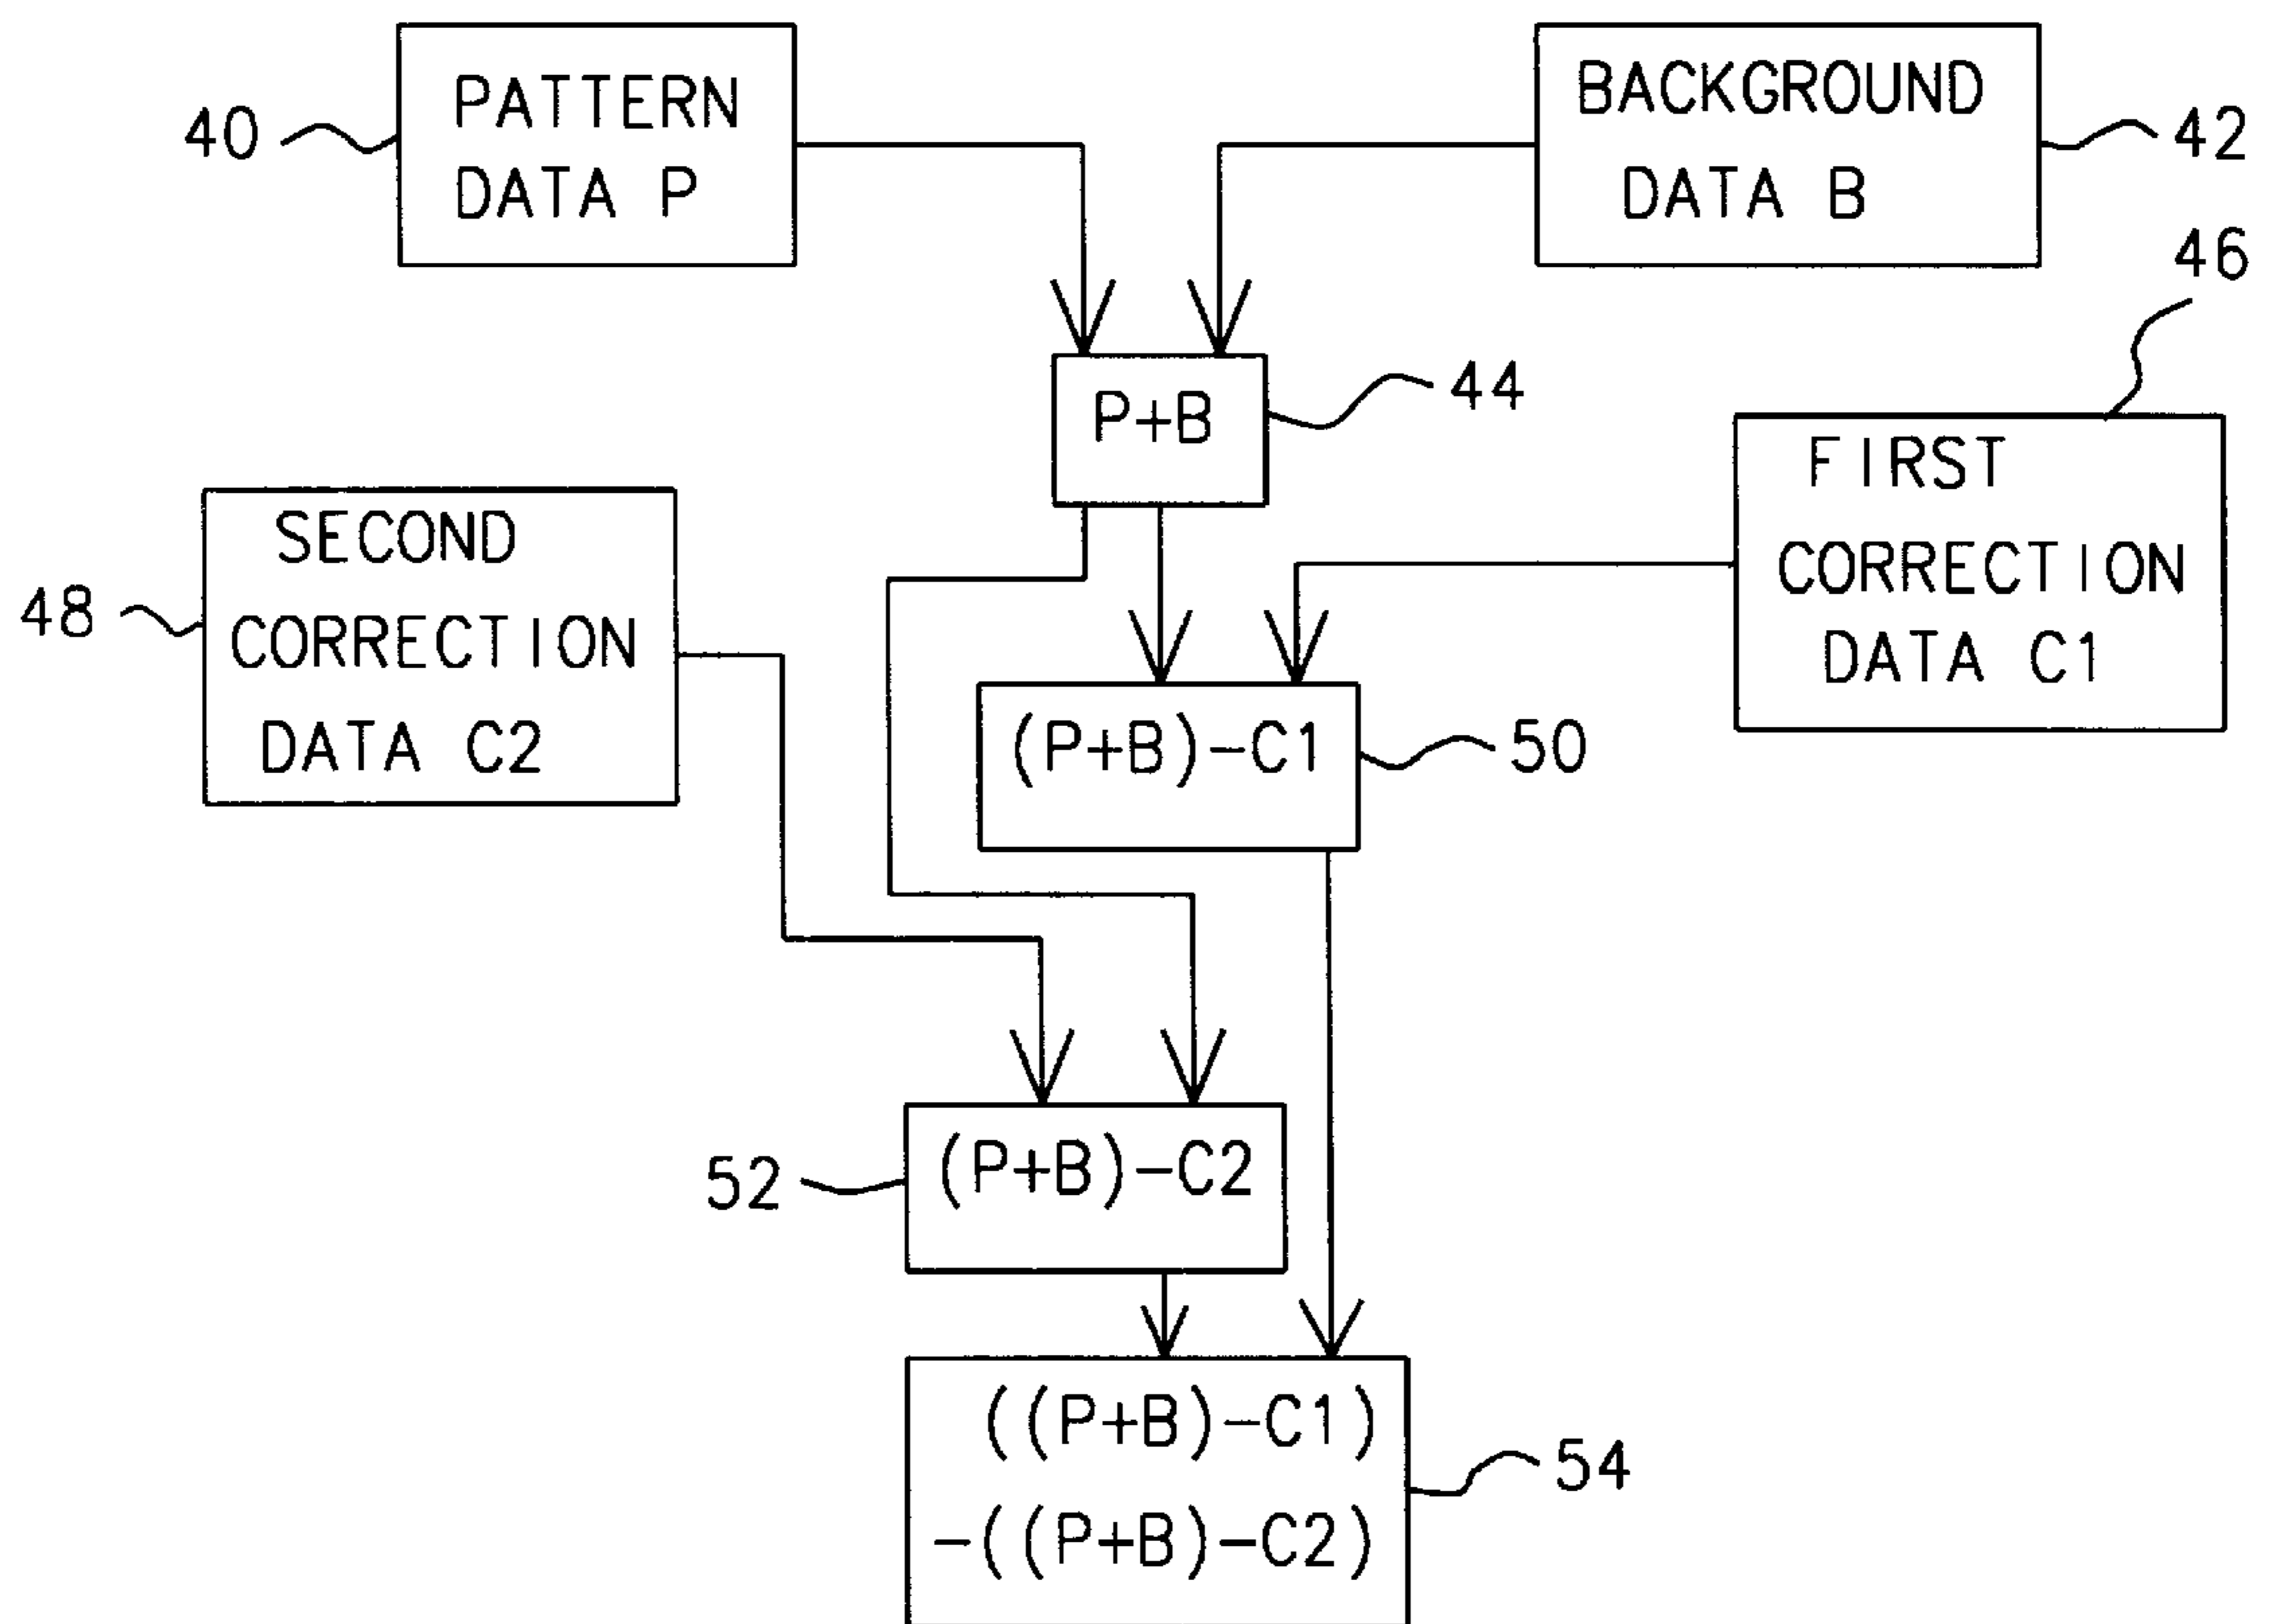 40
PATTERN
DATA P
BACKGROUND
DATA B
42
46
P+B
44
FIRST
CORRECTION
DATA C1
SECOND
CORRECTION
DATA C2
48
(P+B)-C1
50
52
(P+B)-C2
((P+B)-C1)
-((P+B)-C2)
54